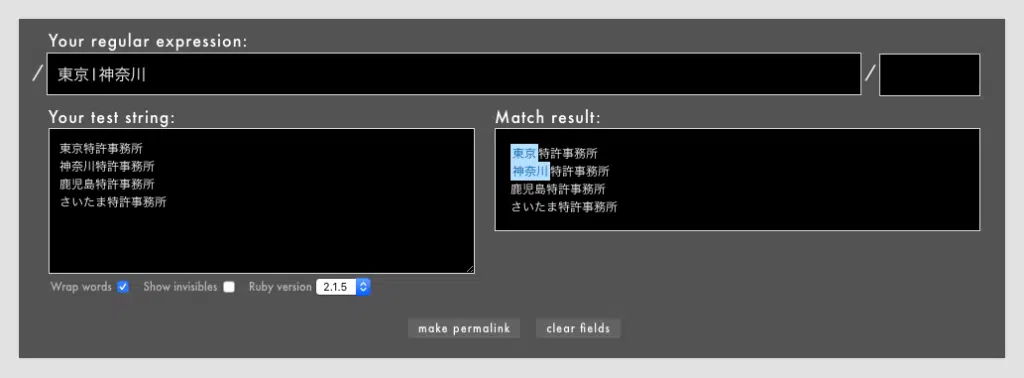 Your regular expression:
/ 東京|神奈川 /
Your test string:
東京特許事務所
神奈川特許事務所
鹿児島特許事務所
さいたま特許事務所
Wrap words Show invisibles Ruby version 2.1.5
Match result:
東京特許事務所
神奈川特許事務所
鹿児島特許事務所
さいたま特許事務所
make permalink clear fields